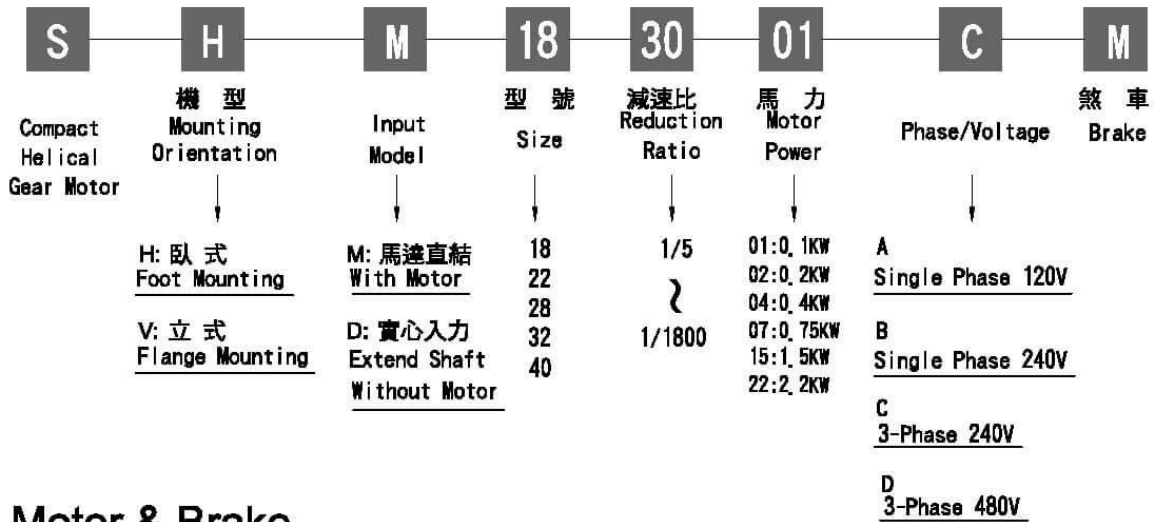 S H M 18 30 01 C M
Compact
Helical
Gear Motor
機 型
Mounting
Orientation
Input
Model
型 號
Size
減速比
Reduction
Ratio
馬 力
Motor
Power
Phase/Voltage
煞 車
Brake
H: 臥 式
Foot Mounting
V: 立 式
Flange Mounting
M: 馬達直結
With Motor
D: 實心入力
Extend Shaft
Without Motor
18
22
28
32
40
1/5
~
1/1800
01:0.1KW
02:0.2KW
04:0.4KW
07:0.75KW
15:1.5KW
22:2.2KW
A
Single Phase 120V
B
Single Phase 240V
C
3-Phase 240V
D
3-Phase 480V
Motor & Brake